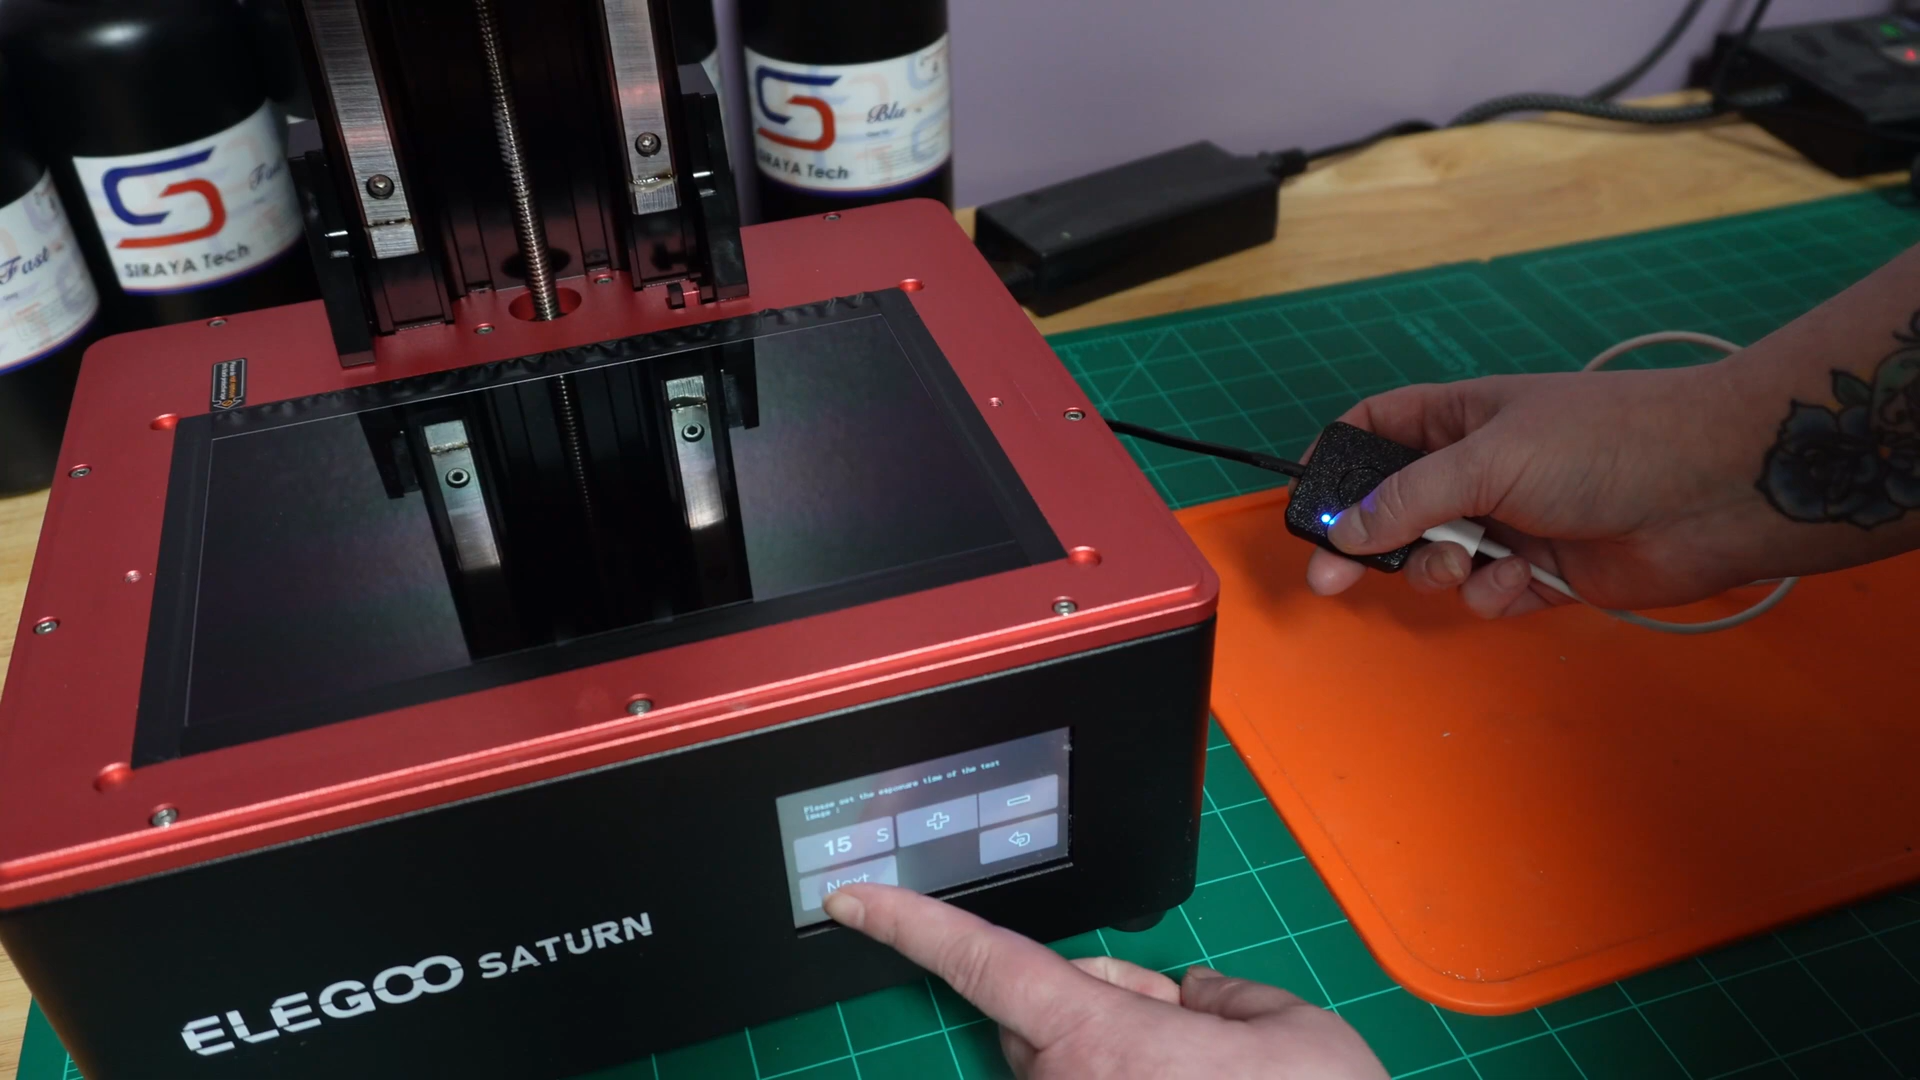 Fast
SIRAYA Tech
Fast
Blu
SIRAYA Tech
Please set the exposure time of the test
image :
15 S
Next
ELEGOO SATURN